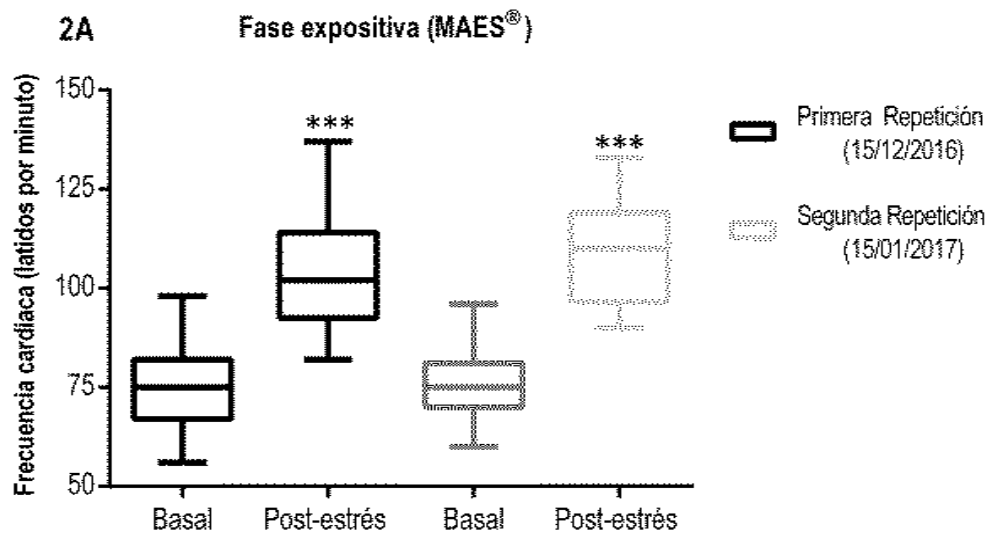 2A
Fase expositiva (MAES®)
Frecuencia cardíaca (latidos por minuto)
150
125
100
75
50
***
***
Basal
Post-estrés
Basal
Post-estrés
Primera Repetición
(15/12/2016)
Segunda Repetición
(15/01/2017)